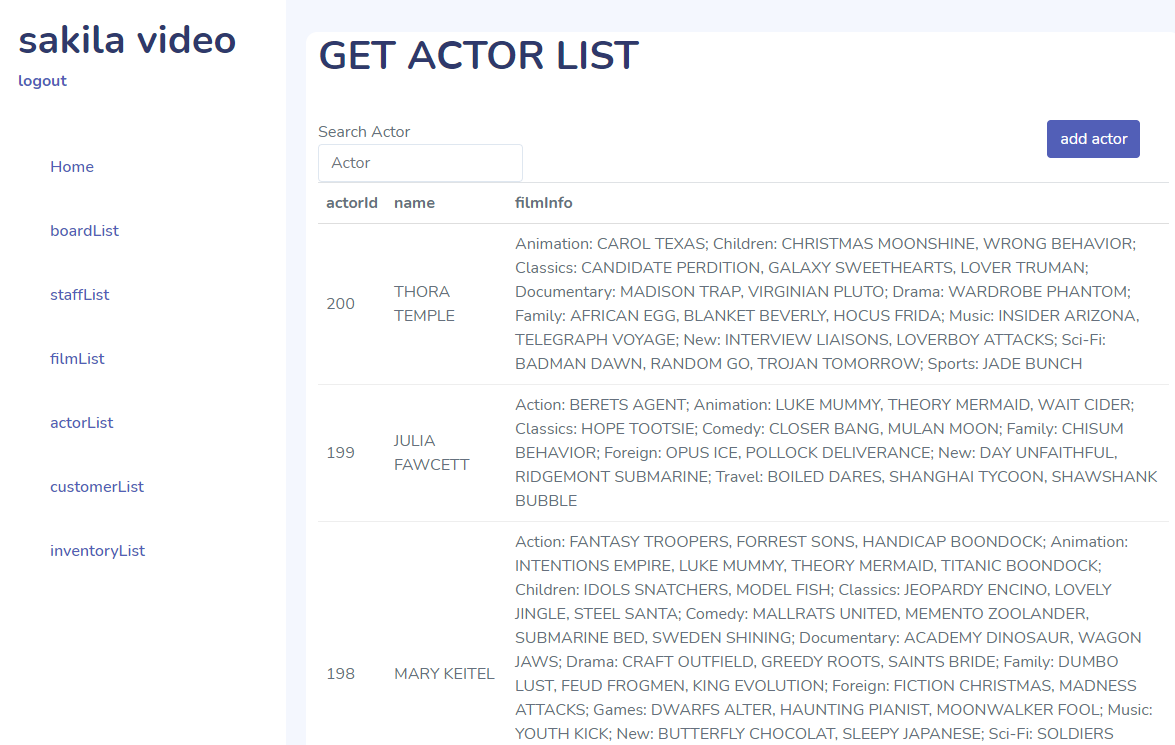 sakila video
logout
Home
boardList
staffList
filmList
actorList
customerList
inventoryList
GET ACTOR LIST
Search Actor
Actor
add actor
actorId name filmInfo
200
THORA
TEMPLE
Animation: CAROL TEXAS; Children: CHRISTMAS MOONSHINE, WRONG BEHAVIOR;
Classics: CANDIDATE PERDITION, GALAXY SWEETHEARTS, LOVER TRUMAN;
Documentary: MADISON TRAP, VIRGINIAN PLUTO; Drama: WARDROBE PHANTOM;
Family: AFRICAN EGG, BLANKET BEVERLY, HOCUS FRIDA; Music: INSIDER ARIZONA,
TELEGRAPH VOYAGE; New: INTERVIEW LIAISONS, LOVERBOY ATTACKS; Sci-Fi:
BADMAN DAWN, RANDOM GO, TROJAN TOMORROW; Sports: JADE BUNCH
199
JULIA
FAWCETT
Action: BERETS AGENT; Animation: LUKE MUMMY, THEORY MERMAID, WAIT CIDER;
Classics: HOPE TOOTSIE; Comedy: CLOSER BANG, MULAN MOON; Family: CHISUM
BEHAVIOR; Foreign: OPUS ICE, POLLOCK DELIVERANCE; New: DAY UNFAITHFUL,
RIDGEMONT SUBMARINE; Travel: BOILED DARES, SHANGHAI TYCOON, SHAWSHANK
BUBBLE
198
MARY KEITEL
Action: FANTASY TROOPERS, FORREST SONS, HANDICAP BOONDOCK; Animation:
INTENTIONS EMPIRE, LUKE MUMMY, THEORY MERMAID, TITANIC BOONDOCK;
Children: IDOLS SNATCHERS, MODEL FISH; Classics: JEOPARDY ENCINO, LOVELY
JINGLE, STEEL SANTA; Comedy: MALLRATS UNITED, MEMENTO ZOOLANDER,
SUBMARINE BED, SWEDEN SHINING; Documentary: ACADEMY DINOSAUR, WAGON
JAWS; Drama: CRAFT OUTFIELD, GREEDY ROOTS, SAINTS BRIDE; Family: DUMBO
LUST, FEUD FROGMEN, KING EVOLUTION; Foreign: FICTION CHRISTMAS, MADNESS
ATTACKS; Games: DWARFS ALTER, HAUNTING PIANIST, MOONWALKER FOOL; Music:
YOUTH KICK; New: BUTTERFLY CHOCOLAT, SLEEPY JAPANESE; Sci-Fi: SOLDIERS